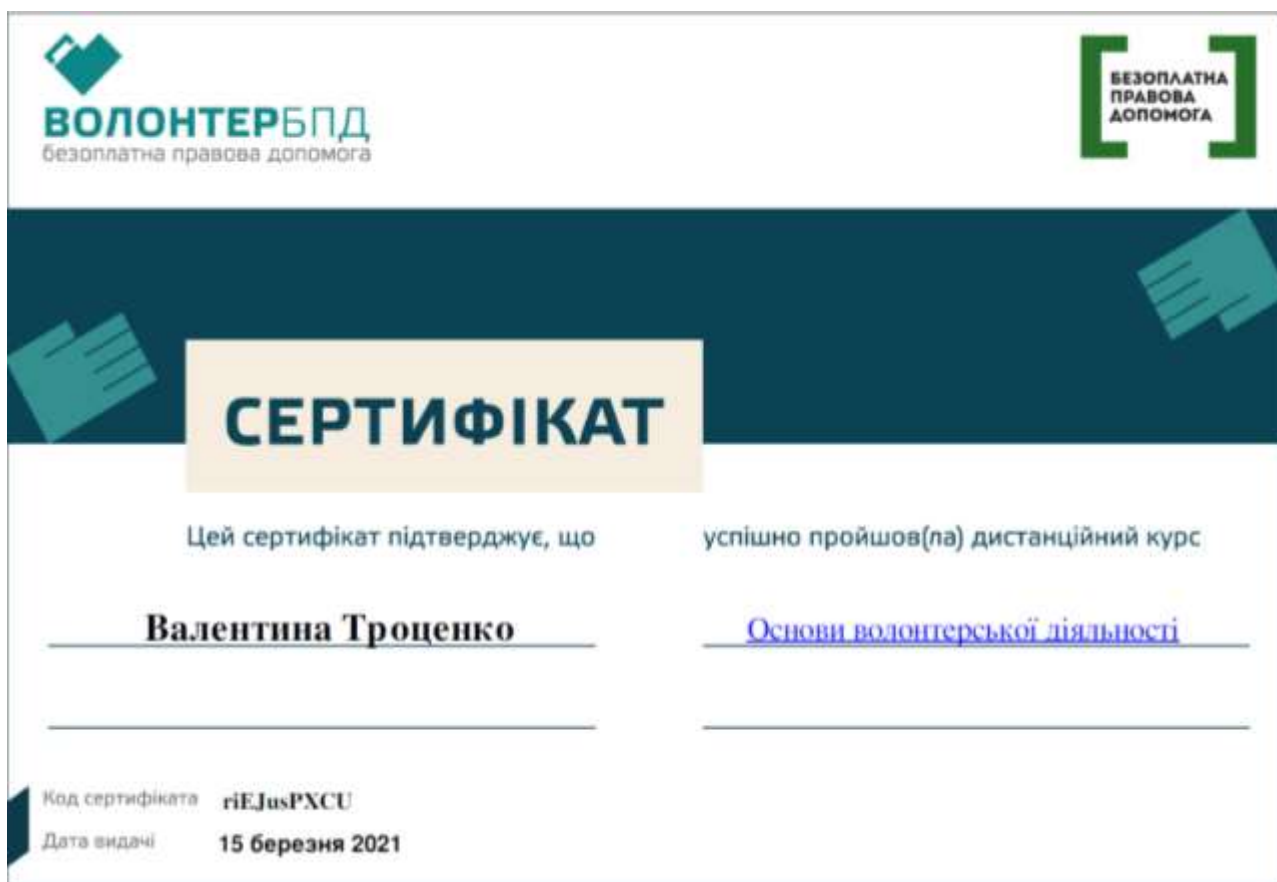 ВОЛОНТЕРБПД
безоплатна правова допомога
БЕЗОПЛАТНА
ПРАВОВА
ДОПОМОГА
СЕРТИФІКАТ
Цей сертифікат підтверджує, що
Валентина Троценко
успішно пройшов(ла) дистанційний курс
Основи волонтерської діяльності
Код сертифіката riEJusPXCU
Дата видачі 15 березня 2021